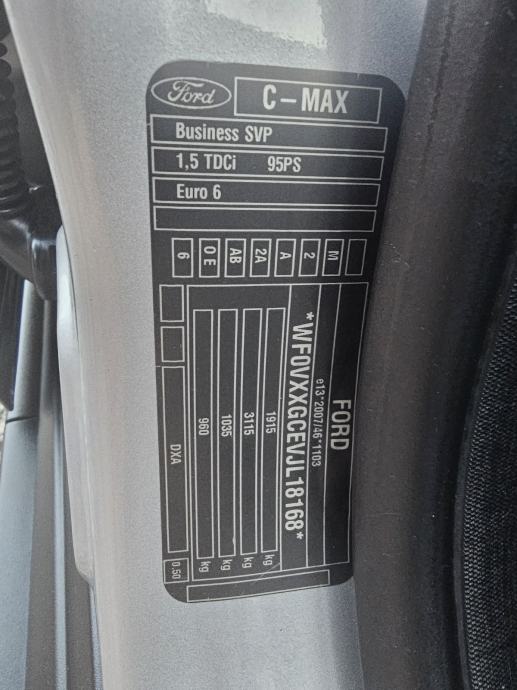 Ford
C-MAX
Business SVP
1,5 TDCi 95PS
Euro 6
6 0E AB 2A A 2 M
FORD
e13*2007/46*1103
*WF0VXXGCEVJL18168*
1915 kg
3115 kg
1035 kg
960 kg
DXA 0.50